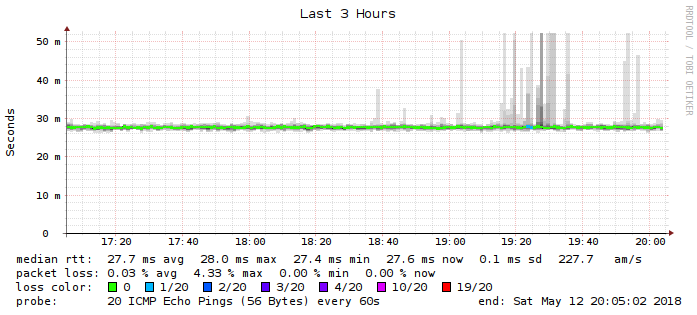 Last 3 Hours
RRDTOOL / TOBI OETIKER
Seconds
50 m
40 m
30 m
20 m
10 m
0
17:20 17:40 18:00 18:20 18:40 19:00 19:20 19:40 20:00
median rtt: 27.7 ms avg 28.0 ms max 27.4 ms min 27.6 ms now 0.1 ms sd 227.7 am/s
packet loss: 0.03 % avg 4.33 % max 0.00 % min 0.00 % now
loss color: 0 1/20 2/20 3/20 4/20 10/20 19/20
probe: 20 ICMP Echo Pings (56 Bytes) every 60s end: Sat May 12 20:05:02 2018